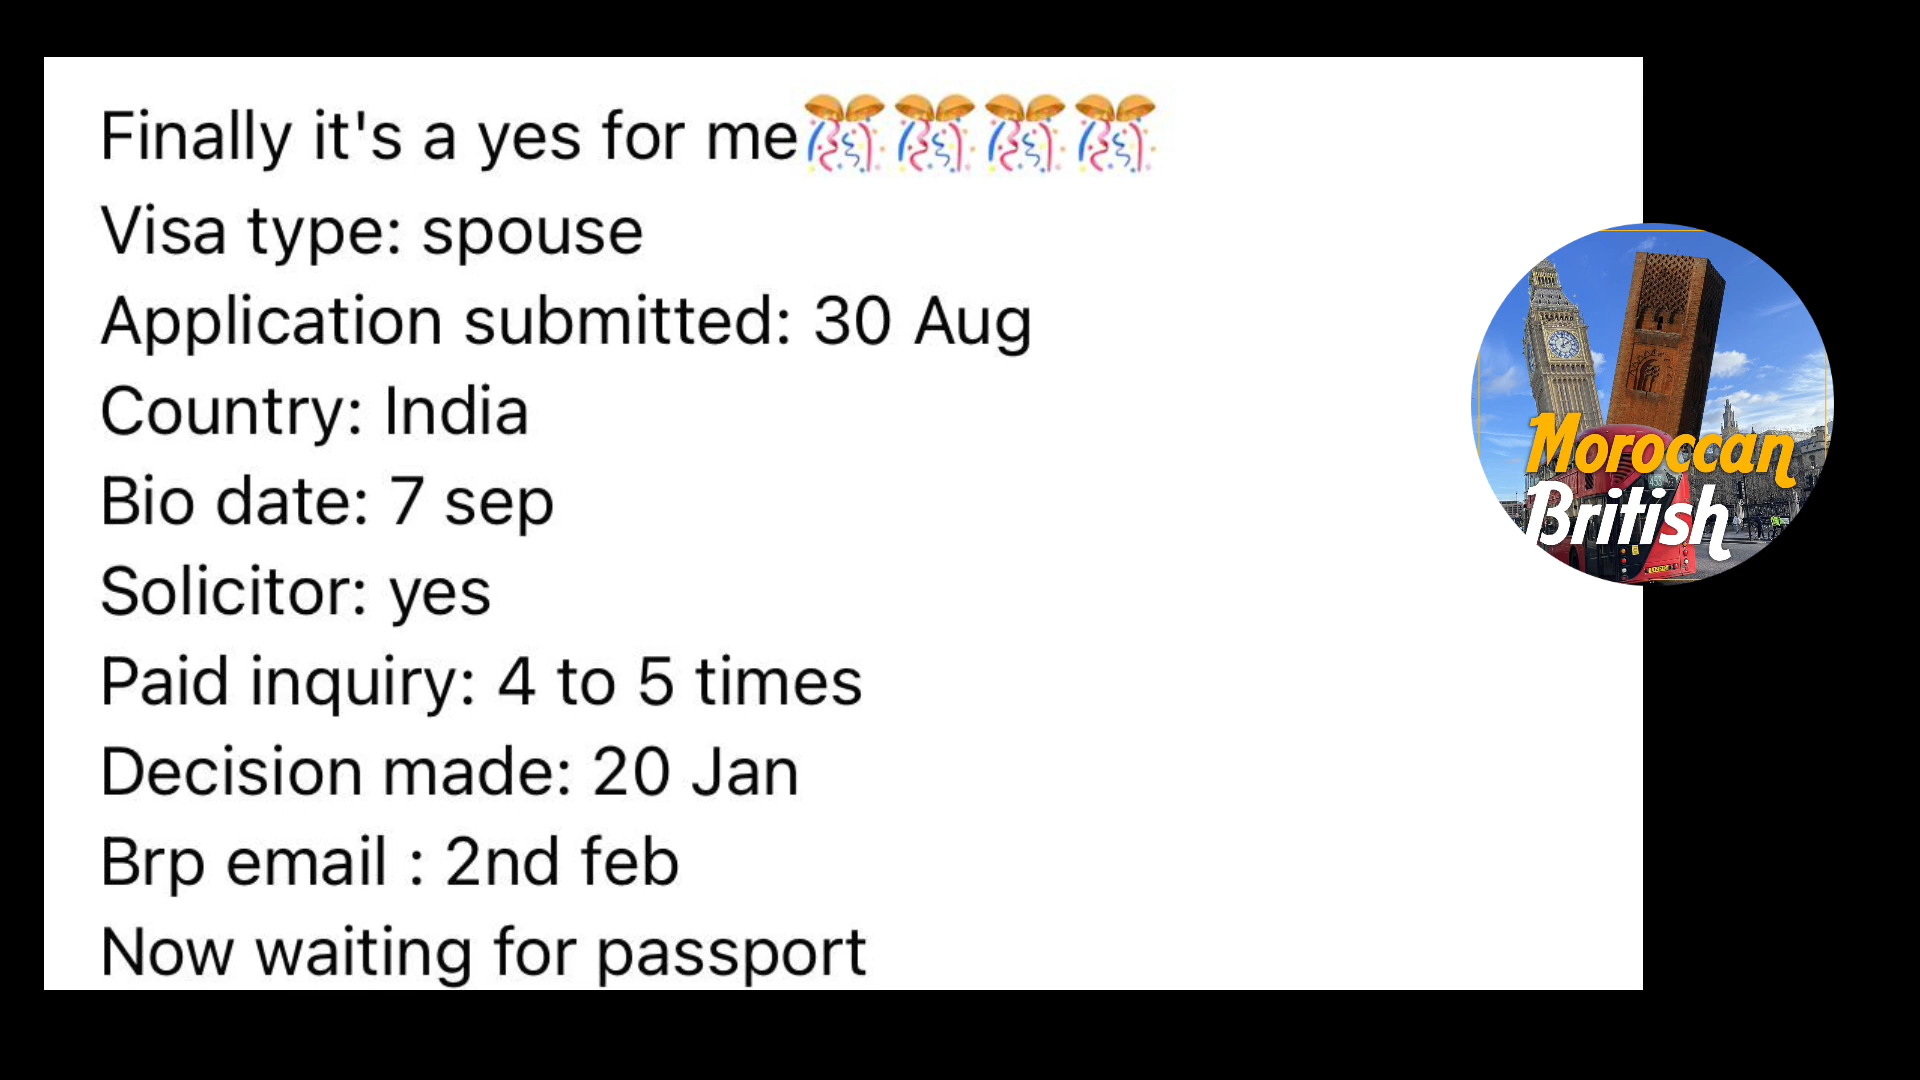 Finally it's a yes for me🎊🎊🎊🎊
Visa type: spouse
Application submitted: 30 Aug
Country: India
Bio date: 7 sep
Solicitor: yes
Paid inquiry: 4 to 5 times
Decision made: 20 Jan
Brp email : 2nd feb
Now waiting for passport
Moroccan
British